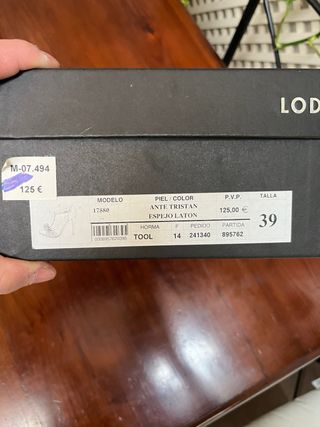 LOD
M-07.494
125 €
MODELO PIEL / COLOR P.V.P. TALLA
17880 ANTE TRISTAN 125,00 € 39
ESPEJO LATON
HORMA F PEDIDO PARTIDA
TOOL 14 241340 895762